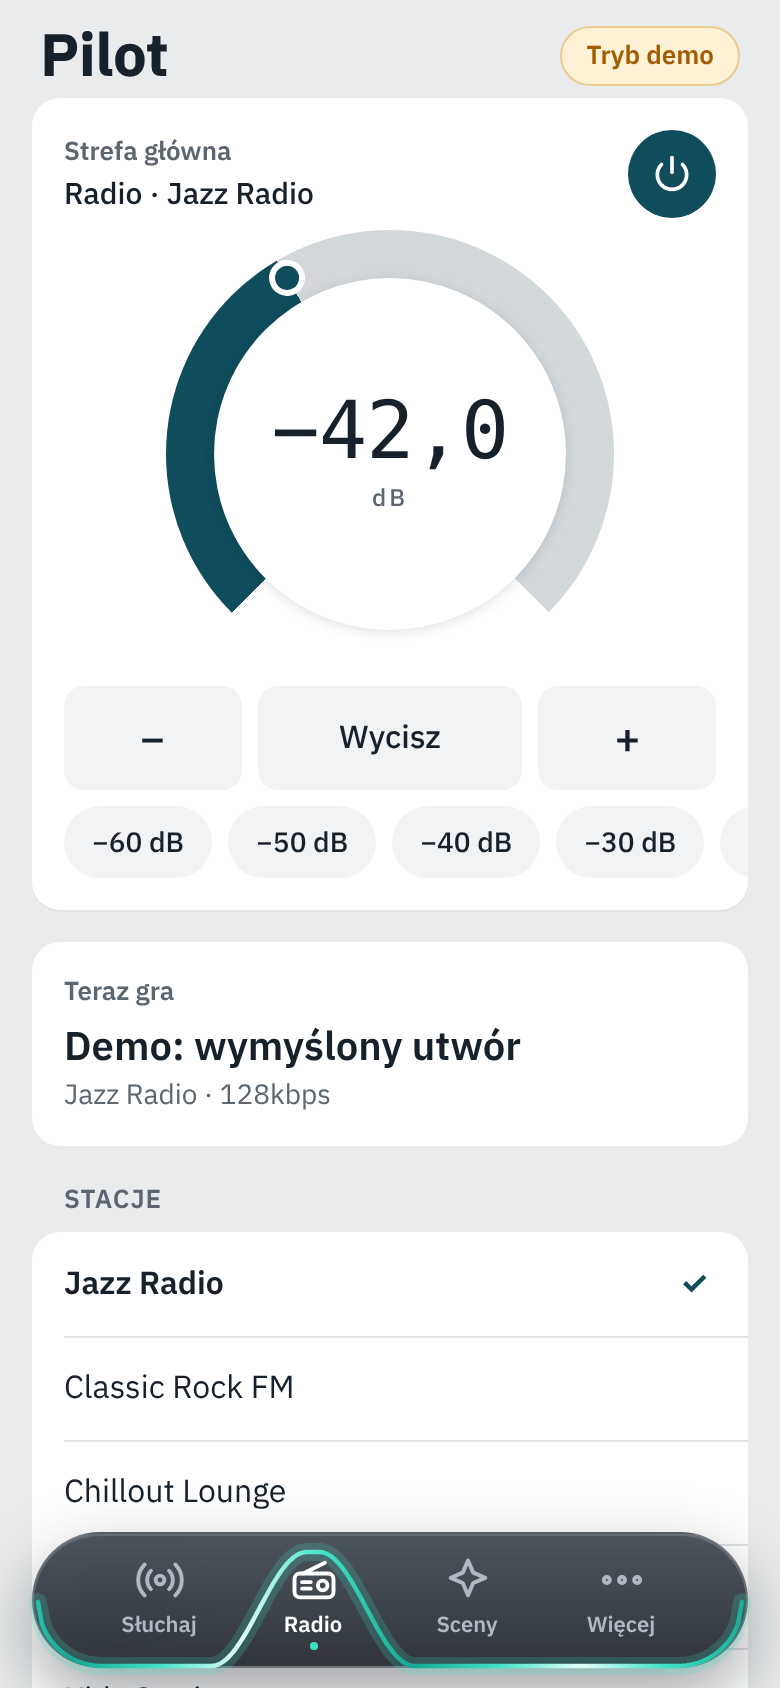 Pilot
Tryb demo
Strefa główna
Radio · Jazz Radio
−42,0
dB
−
Wycisz
+
−60 dB
−50 dB
−40 dB
−30 dB
Teraz gra
Demo: wymyślony utwór
Jazz Radio · 128kbps
STACJE
Jazz Radio
Classic Rock FM
Chillout Lounge
Słuchaj
Radio
Sceny
Więcej